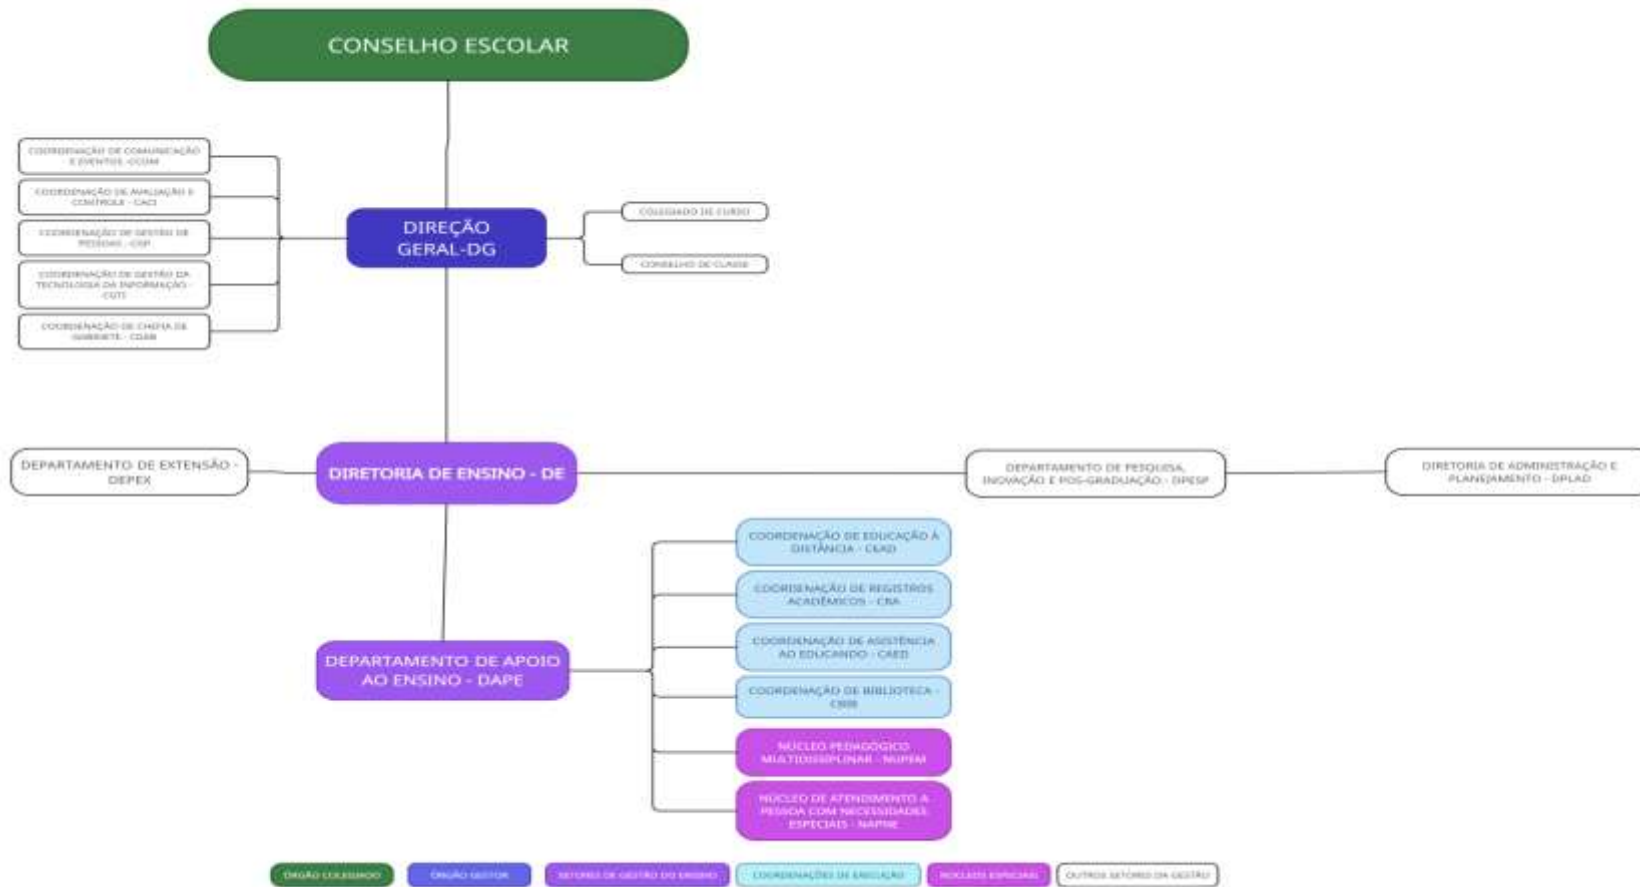 CONSELHO ESCOLAR
COORDENAÇÃO DE COMUNICAÇÃO
E EVENTOS -CCOM
COORDENAÇÃO DE AVALIAÇÃO E
CONTROLE - CACI
COORDENAÇÃO DE GESTÃO DE
PESSOAS - CGP
COORDENAÇÃO DE GESTÃO DA
TECNOLOGIA DA INFORMAÇÃO -
CGTI
COORDENAÇÃO DE CHEFIA DE
GABINETE - CGAB
DIREÇÃO
GERAL-DG
COLEGIADO DE CURSO
CONSELHO DE CLASSE
DEPARTAMENTO DE EXTENSÃO -
DEPEX
DIRETORIA DE ENSINO - DE
DEPARTAMENTO DE PESQUISA,
INOVAÇÃO E POS-GRADUAÇÃO - DPESP
DIRETORIA DE ADMINISTRAÇÃO E
PLANEJAMENTO - DPLAD
DEPARTAMENTO DE APOIO
AO ENSINO - DAPE
COORDENAÇÃO DE EDUCAÇÃO À
DISTÂNCIA - CEAD
COORDENAÇÃO DE REGISTROS
ACADÊMICOS - CRA
COORDENAÇÃO DE ASISTÊNCIA
AO EDUCANDO - CAED
COORDENAÇÃO DE BIBLIOTECA -
CBIB
NÚCLEO PEDAGÓGICO
MULTIDISSIPLINAR - NUPEM
NÚCLEO DE ATENDIMENTO A
PESSOA COM NECESSIDADES
ESPECIAIS - NAPNE
ÓRGÃO COLEGIADO
ÓRGÃO GESTOR
SETORES DE GESTÃO DO ENSINO
COORDENAÇÕES DE EXECUÇÃO
NÚCLEOS ESPECIAIS
OUTROS SETORES DA GESTÃO